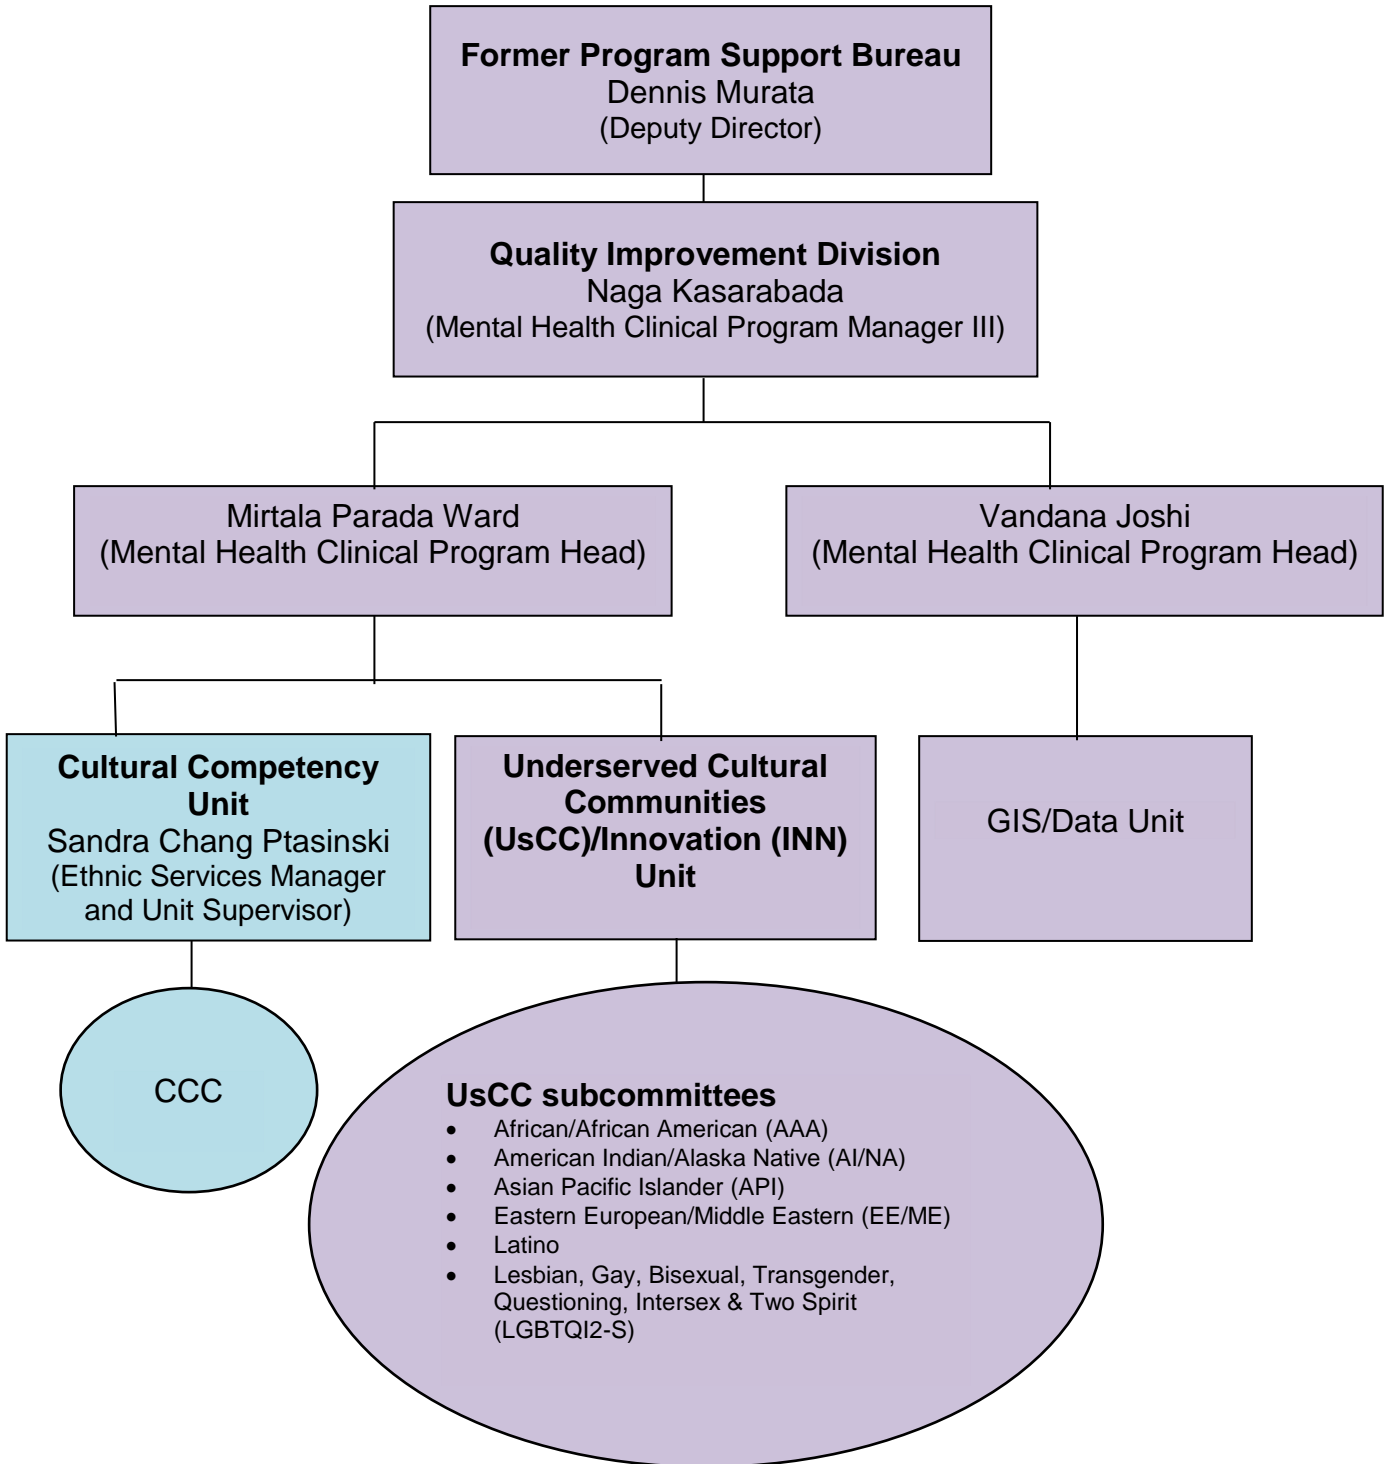 Former Program Support Bureau
Dennis Murata
(Deputy Director)
Quality Improvement Division
Naga Kasarabada
(Mental Health Clinical Program Manager III)
Mirtala Parada Ward
(Mental Health Clinical Program Head)
Vandana Joshi
(Mental Health Clinical Program Head)
Cultural Competency
Unit
Sandra Chang Ptasinski
(Ethnic Services Manager
and Unit Supervisor)
Underserved Cultural
Communities
(UsCC)/Innovation (INN)
Unit
GIS/Data Unit
CCC
UsCC subcommittees
• African/African American (AAA)
• American Indian/Alaska Native (AI/NA)
• Asian Pacific Islander (API)
• Eastern European/Middle Eastern (EE/ME)
• Latino
• Lesbian, Gay, Bisexual, Transgender,
Questioning, Intersex & Two Spirit
(LGBTQI2-S)